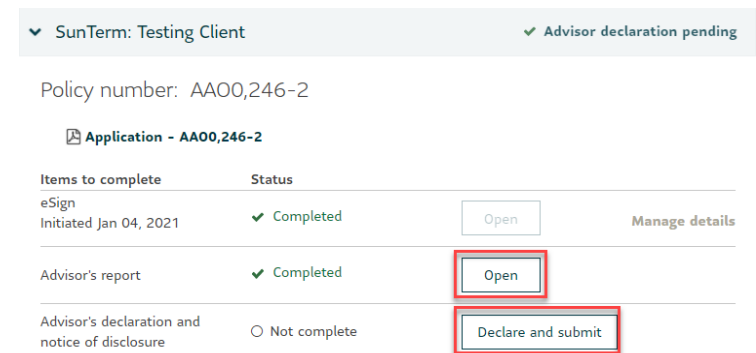 SunTerm: Testing Client
Advisor declaration pending
Policy number: AAO0,246-2
Application - AAO0,246-2
Items to complete Status
eSign
Initiated Jan 04, 2021
Completed
Open
Manage details
Advisor's report
Completed
Open
Advisor's declaration and
notice of disclosure
Not complete
Declare and submit